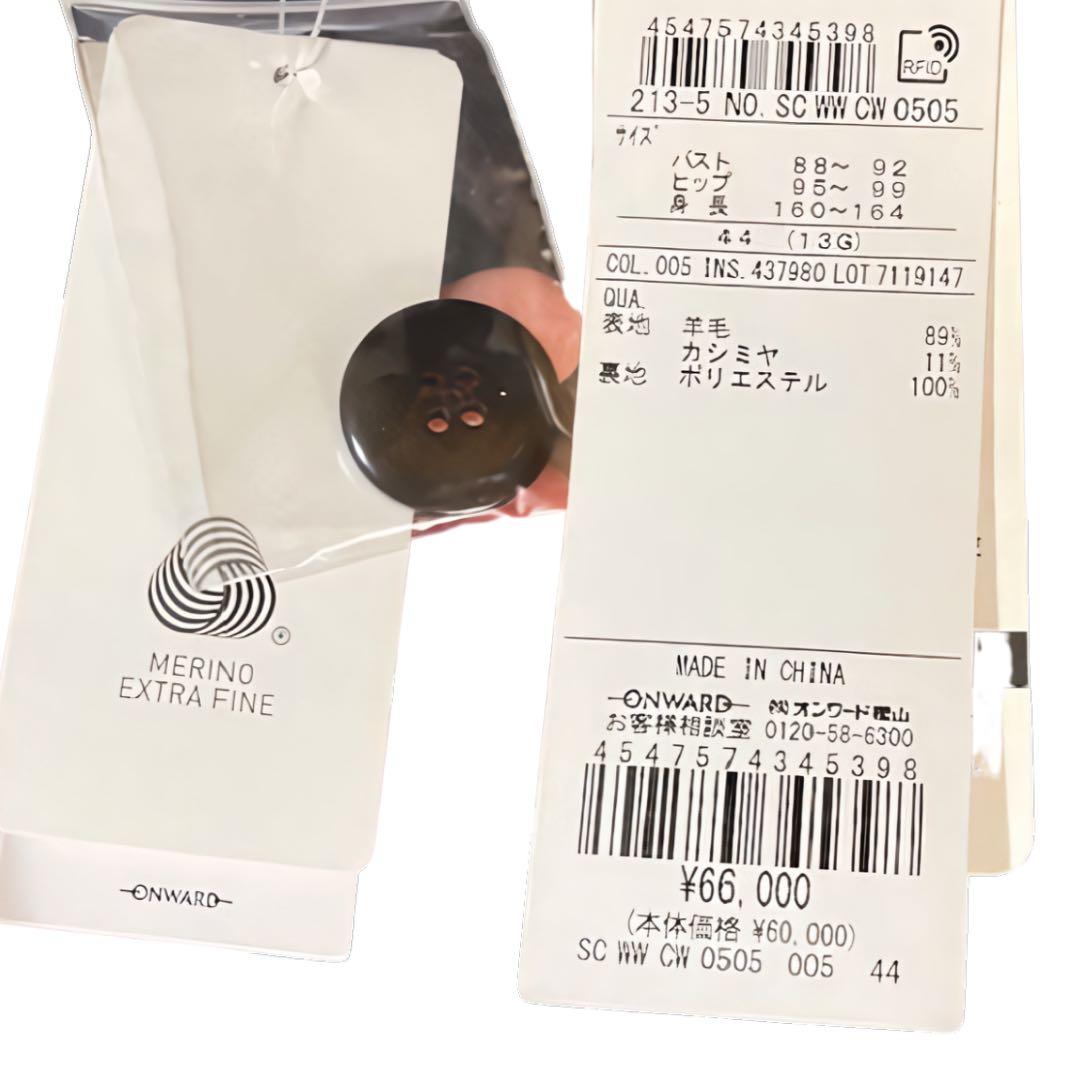 MERINO
EXTRA FINE
ONWARD
4547574345398
RFID
213-5 NO. SC WW CW 0505
サイズ
バスト 88～ 92
ヒップ 95～ 99
身 長 160～164
44 (13G)
COL. 005 INS. 437980 LOT 7119147
QUA.
表地 羊毛 89%
カシミヤ 11%
裏地 ポリエステル 100%
MADE IN CHINA
ONWARD ㈱オンワード樫山
お客様相談室 0120-58-6300
4547574345398
¥66,000
(本体価格 ¥60,000)
SC WW CW 0505 005 44